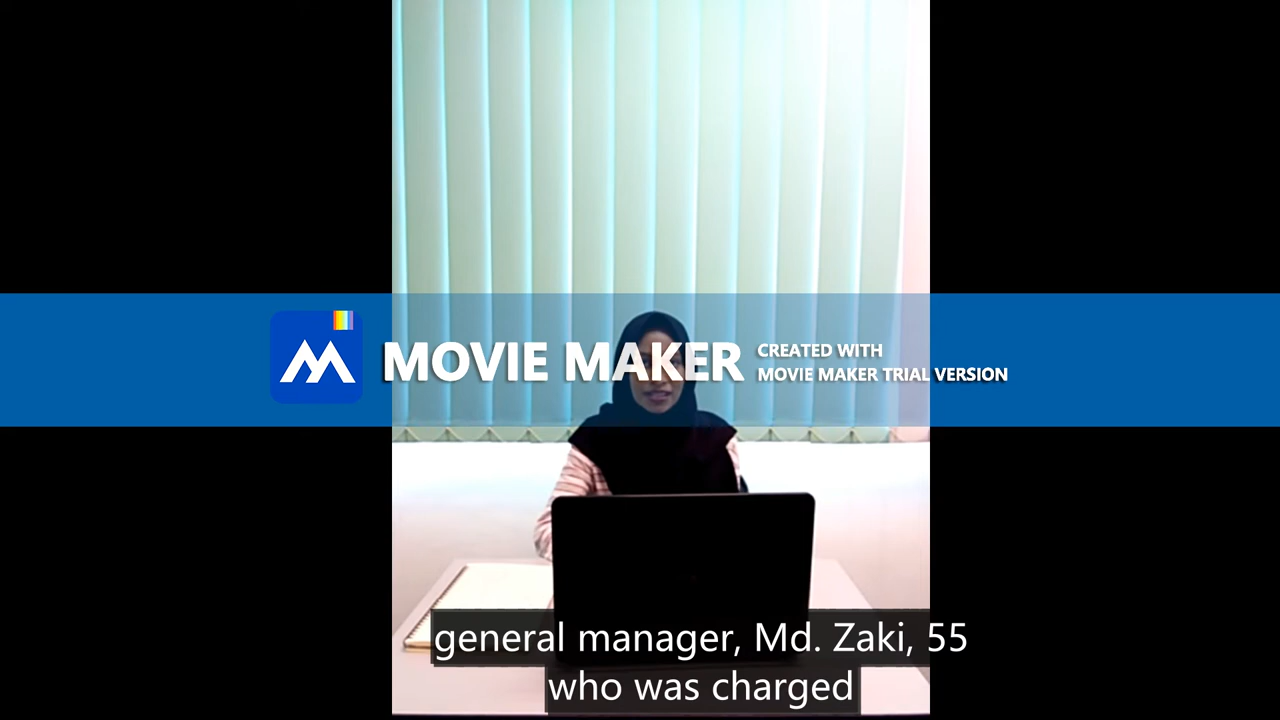 MOVIE MAKER
CREATED WITH
MOVIE MAKER TRIAL VERSION
general manager, Md. Zaki, 55
who was charged